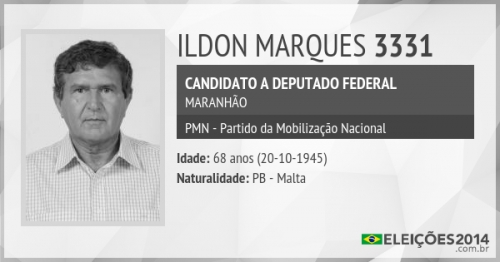 ILDON MARQUES 3331
CANDIDATO A DEPUTADO FEDERAL
MARANHÃO
PMN - Partido da Mobilização Nacional
Idade: 68 anos (20-10-1945)
Naturalidade: PB - Malta
ELEIÇÕES2014
.com.br